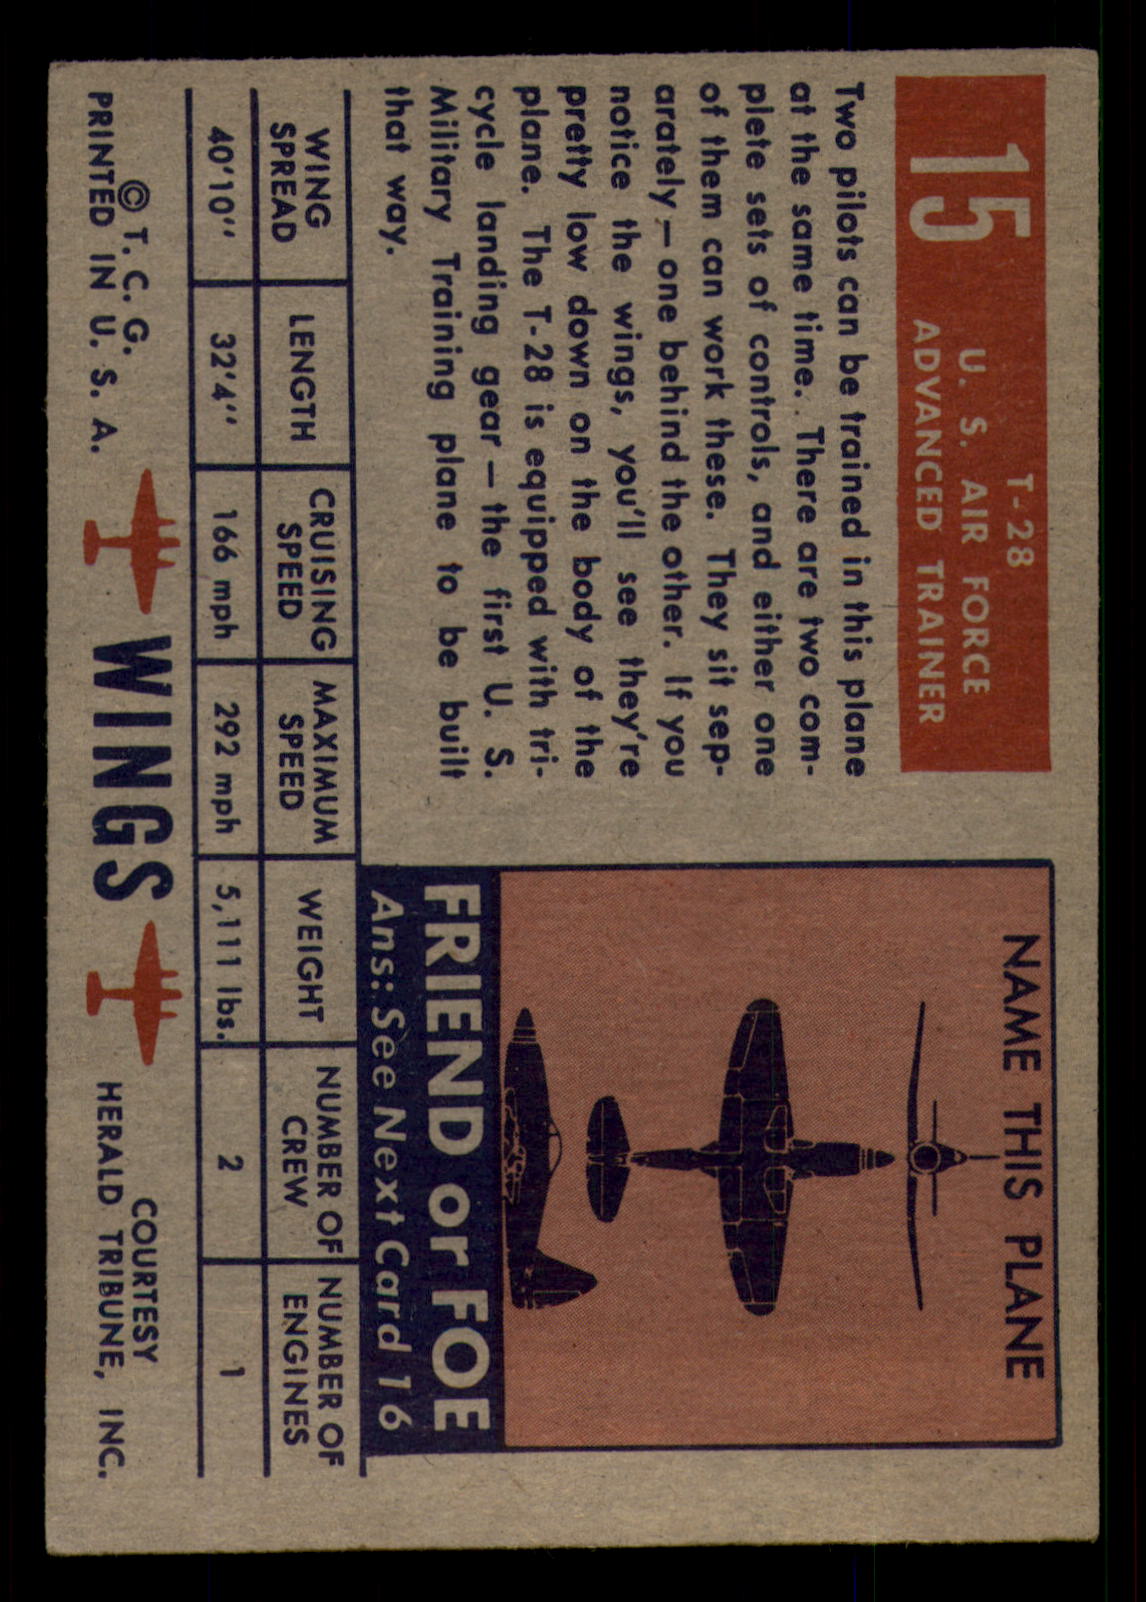 15
T-28
U. S. AIR FORCE
ADVANCED TRAINER
Two pilots can be trained in this plane
at the same time. There are two com-
plete sets of controls, and either one
of them can work these. They sit sep-
arately—one behind the other. If you
notice the wings, you'll see they're
pretty low down on the body of the
plane. The T-28 is equipped with tri-
cycle landing gear—the first U. S.
Military Training plane to be built
that way.
NAME THIS PLANE
FRIEND or FOE
Ans: See Next Card 16
WING SPREAD LENGTH CRUISING SPEED MAXIMUM SPEED WEIGHT NUMBER OF CREW NUMBER OF ENGINES
40'10" 32'4" 166 mph 292 mph 5,111 lbs. 2 1
© T. C. G.
PRINTED IN U. S. A.
WINGS
COURTESY
HERALD TRIBUNE, INC.